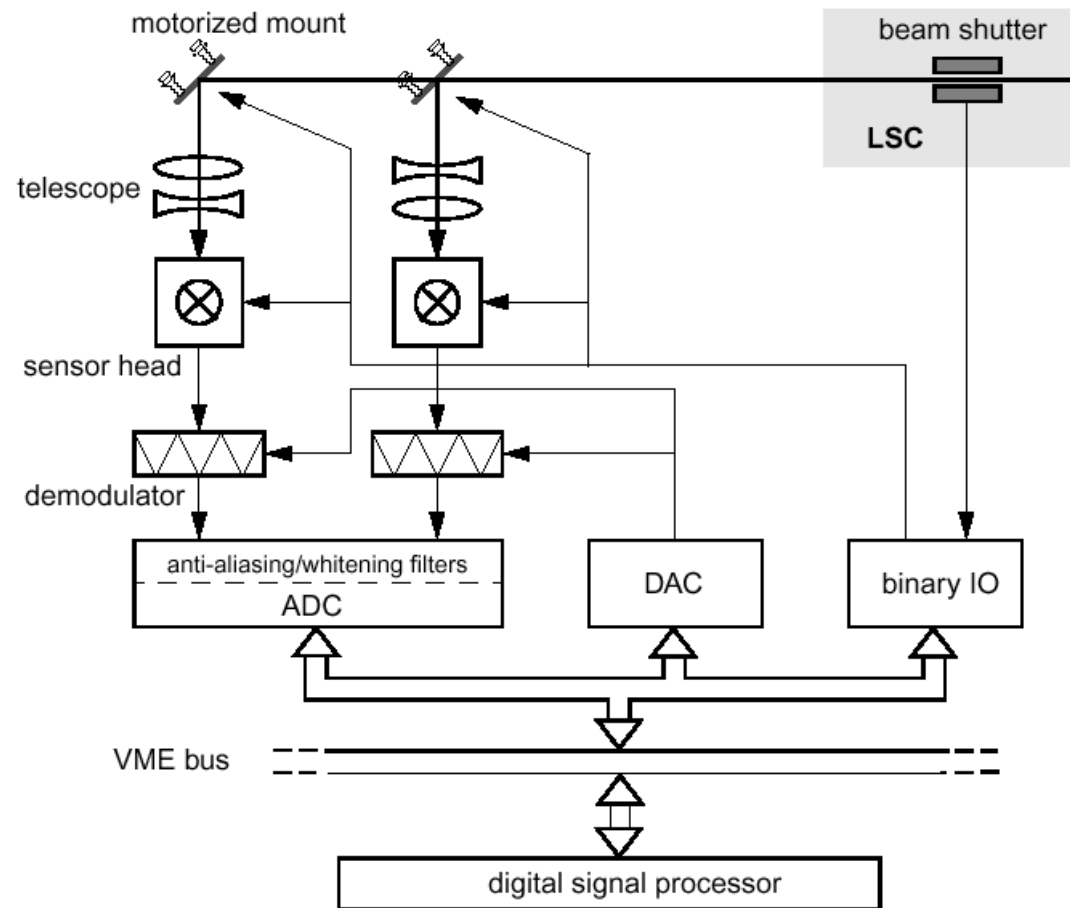 motorized mount
beam shutter
LSC
telescope
sensor head
demodulator
anti-aliasing/whitening filters
ADC
DAC
binary IO
VME bus
digital signal processor